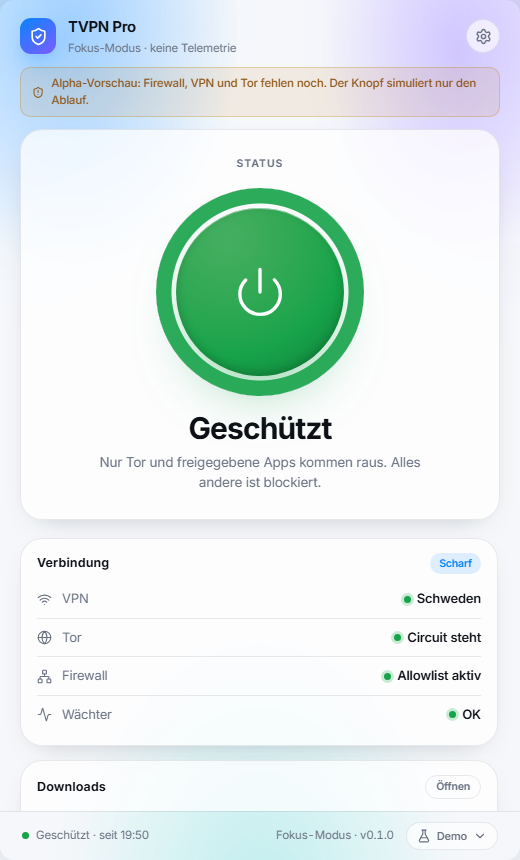 TVPN Pro
Fokus-Modus · keine Telemetrie
Alpha-Vorschau: Firewall, VPN und Tor fehlen noch. Der Knopf simuliert nur den
Ablauf.
STATUS
Geschützt
Nur Tor und freigegebene Apps kommen raus. Alles
andere ist blockiert.
Verbindung
Scharf
VPN
Schweden
Tor
Circuit steht
Firewall
Allowlist aktiv
Wächter
OK
Downloads
Öffnen
Geschützt · seit 19:50
Fokus-Modus · v0.1.0
Demo